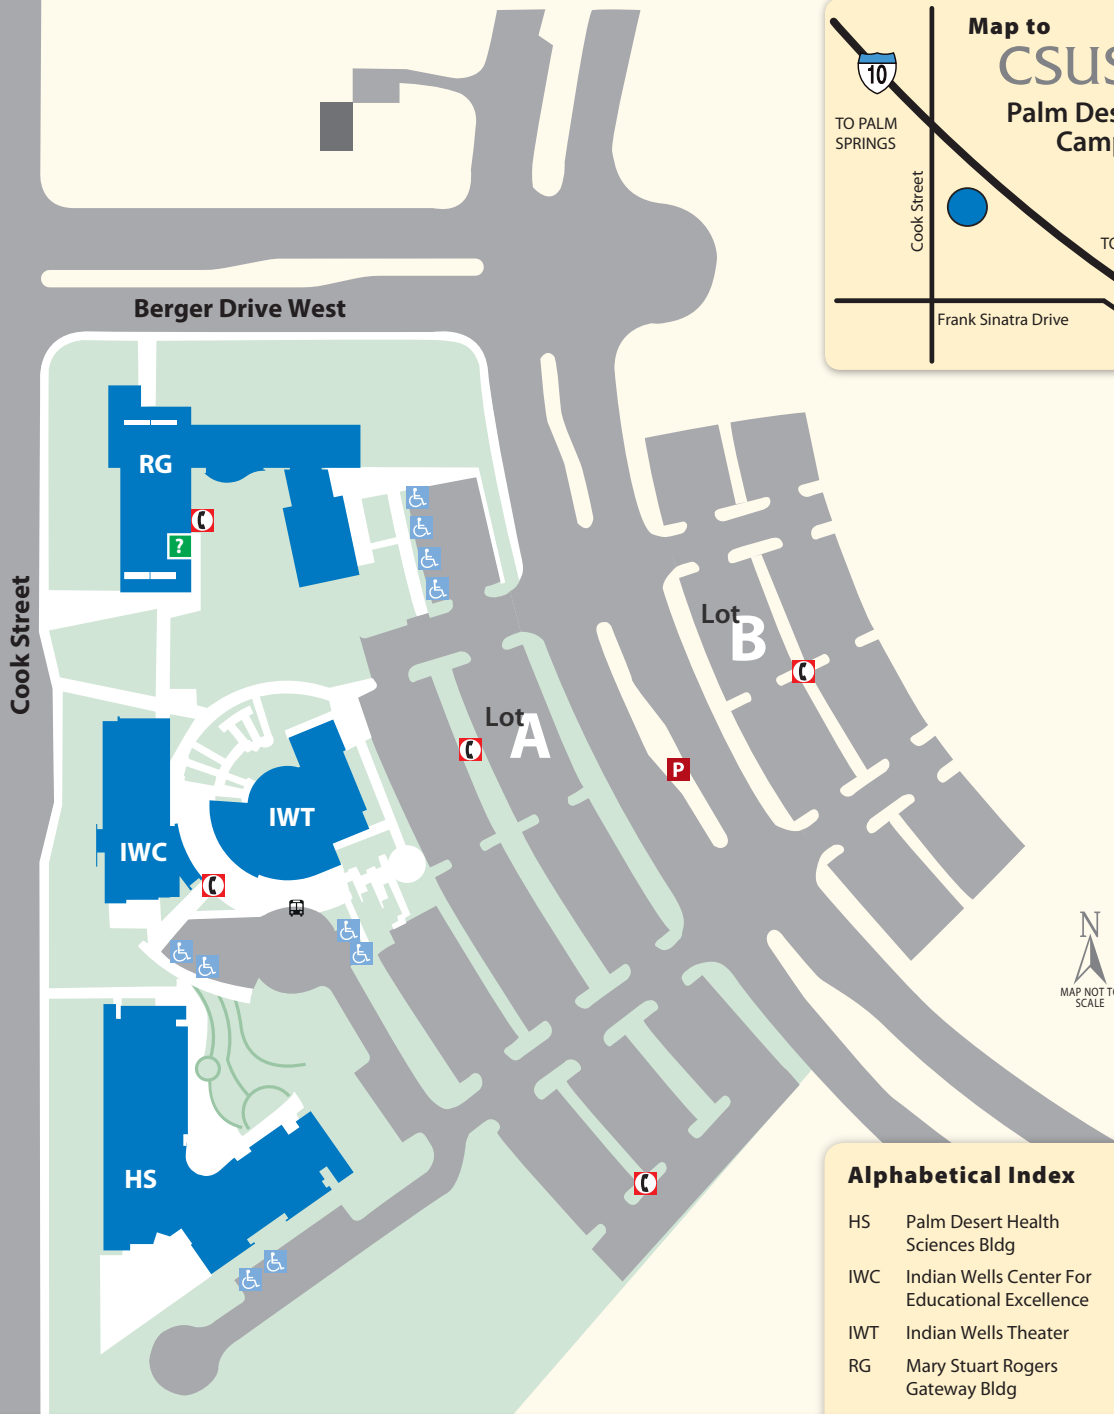 Map to
CSUS
Palm Des
Camp
10
TO PALM
SPRINGS
Cook Street
TO
Frank Sinatra Drive
Berger Drive West
RG
?
Cook Street
Lot
B
Lot
A
P
IWT
IWC
N
MAP NOT TO
SCALE
HS
Alphabetical Index
HS Palm Desert Health
Sciences Bldg
IWC Indian Wells Center For
Educational Excellence
IWT Indian Wells Theater
RG Mary Stuart Rogers
Gateway Bldg